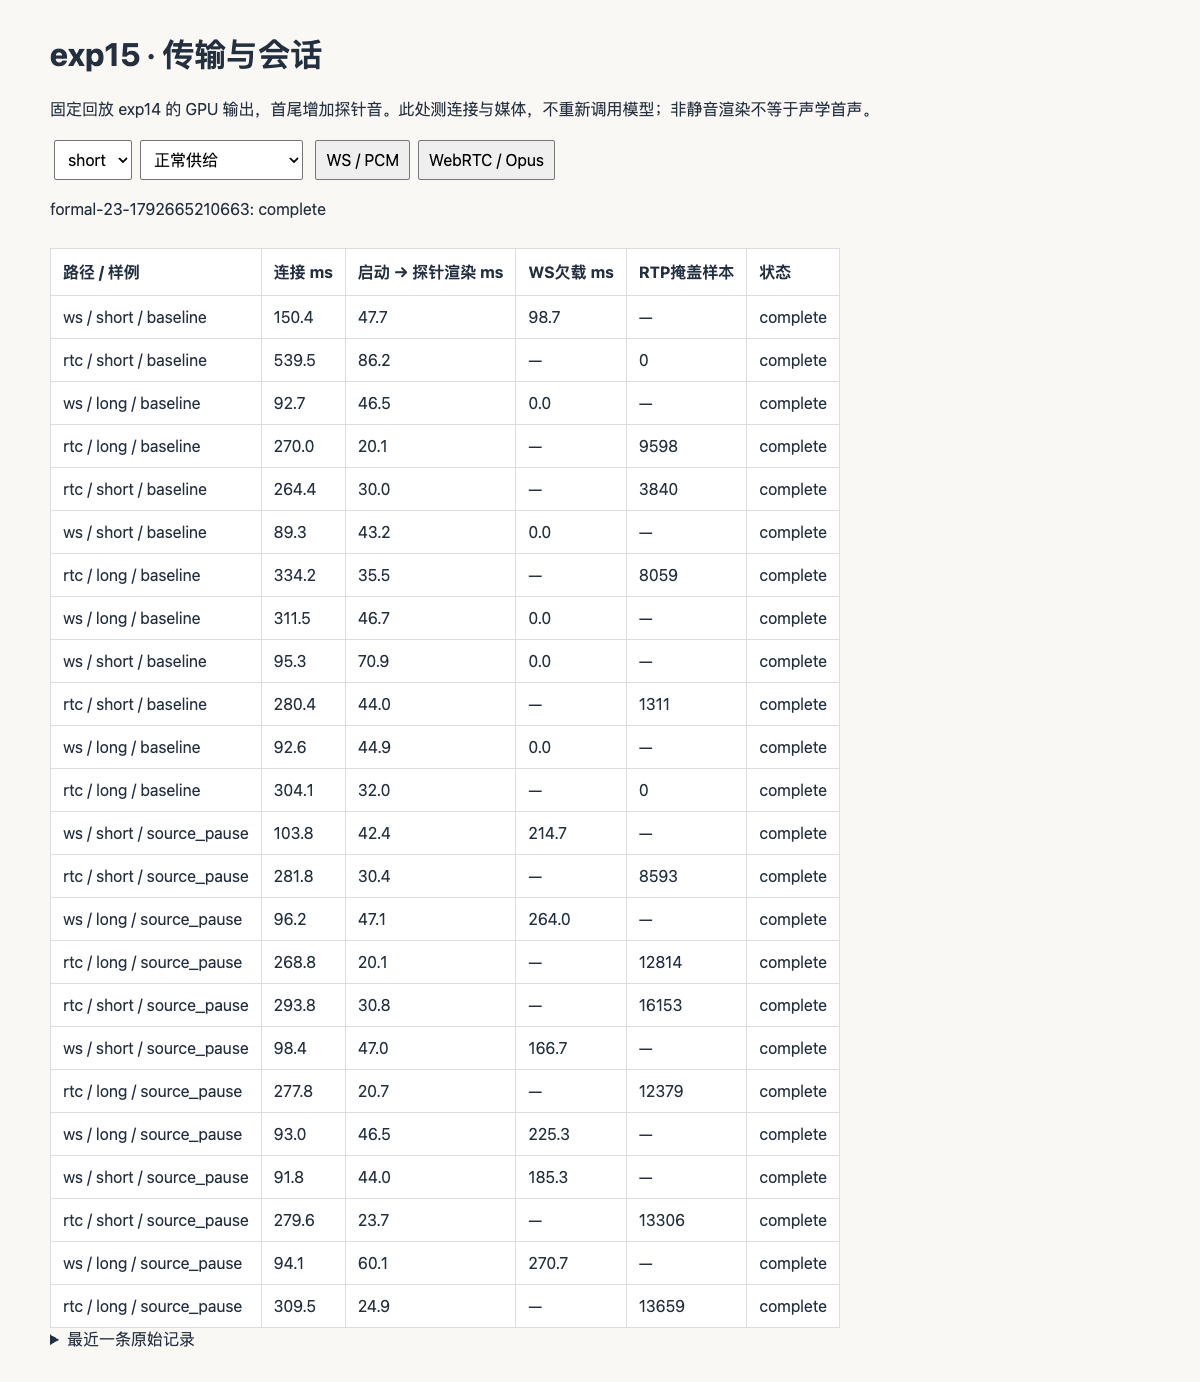 exp15 · 传输与会话
固定回放 exp14 的 GPU 输出，首尾增加探针音。此处测连接与媒体，不重新调用模型；非静音渲染不等于声学首声。
short 正常供给 WS / PCM WebRTC / Opus
formal-23-1792665210663: complete
路径 / 样例 连接 ms 启动 → 探针渲染 ms WS欠载 ms RTP掩盖样本 状态
ws / short / baseline 150.4 47.7 98.7 — complete
rtc / short / baseline 539.5 86.2 — 0 complete
ws / long / baseline 92.7 46.5 0.0 — complete
rtc / long / baseline 270.0 20.1 — 9598 complete
rtc / short / baseline 264.4 30.0 — 3840 complete
ws / short / baseline 89.3 43.2 0.0 — complete
rtc / long / baseline 334.2 35.5 — 8059 complete
ws / long / baseline 311.5 46.7 0.0 — complete
ws / short / baseline 95.3 70.9 0.0 — complete
rtc / short / baseline 280.4 44.0 — 1311 complete
ws / long / baseline 92.6 44.9 0.0 — complete
rtc / long / baseline 304.1 32.0 — 0 complete
ws / short / source_pause 103.8 42.4 214.7 — complete
rtc / short / source_pause 281.8 30.4 — 8593 complete
ws / long / source_pause 96.2 47.1 264.0 — complete
rtc / long / source_pause 268.8 20.1 — 12814 complete
rtc / short / source_pause 293.8 30.8 — 16153 complete
ws / short / source_pause 98.4 47.0 166.7 — complete
rtc / long / source_pause 277.8 20.7 — 12379 complete
ws / long / source_pause 93.0 46.5 225.3 — complete
ws / short / source_pause 91.8 44.0 185.3 — complete
rtc / short / source_pause 279.6 23.7 — 13306 complete
ws / long / source_pause 94.1 60.1 270.7 — complete
rtc / long / source_pause 309.5 24.9 — 13659 complete
▶ 最近一条原始记录